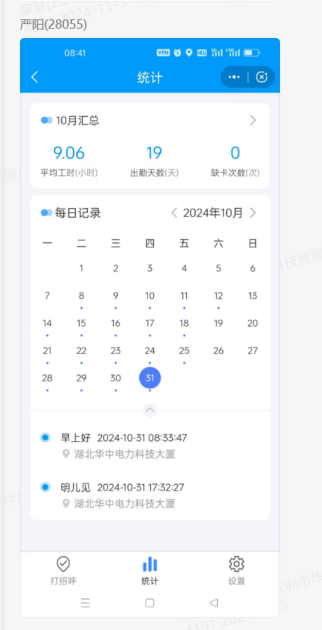 严阳(28055)
08:41
统计
10月汇总
9.06 19 0
平均工时(小时) 出勤天数(天) 缺卡次数(次)
每日记录 2024年10月
一 二 三 四 五 六 日
1 2 3 4 5 6
7 8 9 10 11 12 13
14 15 16 17 18 19 20
21 22 23 24 25 26 27
28 29 30 31
早上好 2024-10-31 08:33:47
湖北华中电力科技大厦
明儿见 2024-10-31 17:32:27
湖北华中电力科技大厦
打招呼 统计 设置